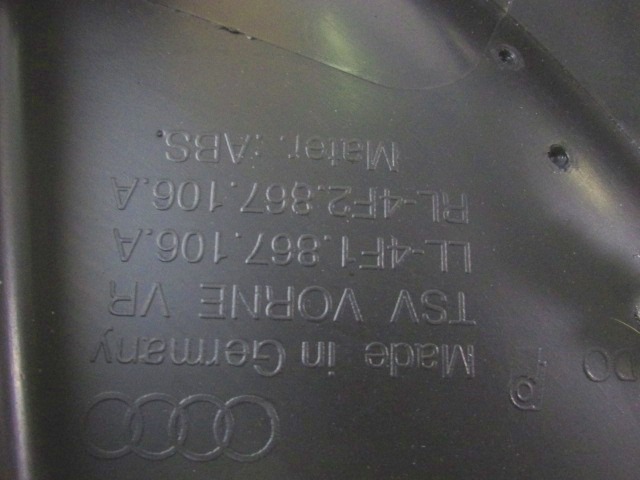 Made in Germany
TSV VORNE VR
LL-4F1.867.106.A
RL-4F2.867.106.A
Mater.:ABS.